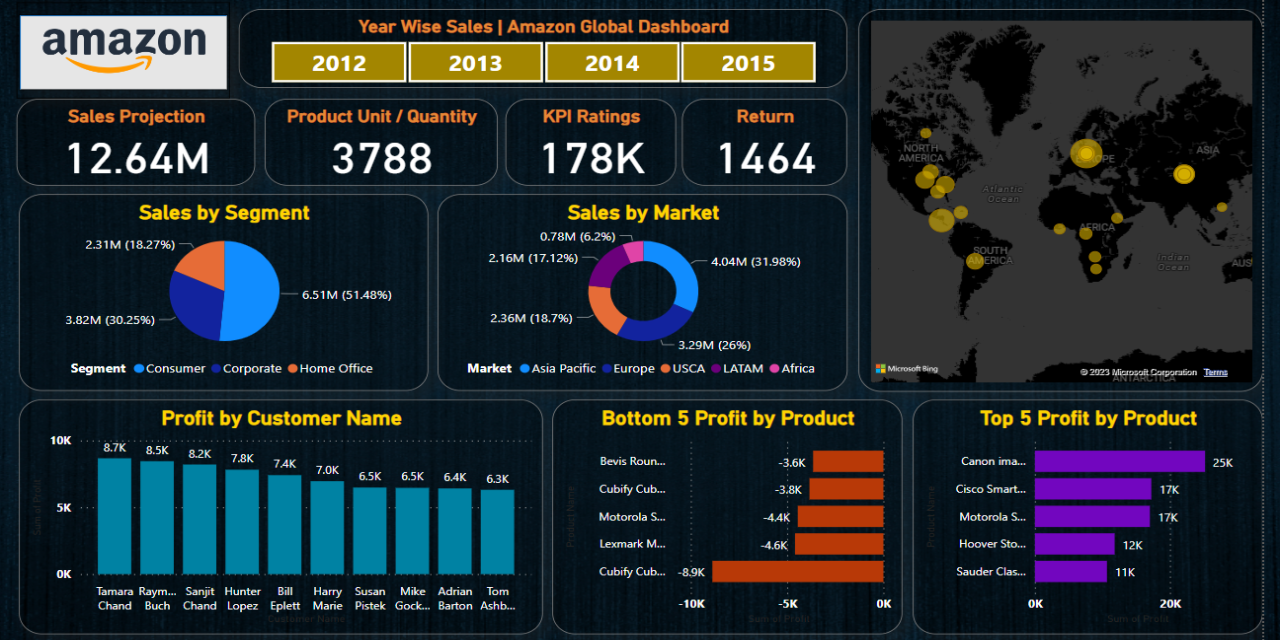 amazon
Year Wise Sales | Amazon Global Dashboard
2012 2013 2014 2015
Sales Projection
12.64M
Product Unit / Quantity
3788
KPI Ratings
178K
Return
1464
NORTH
AMERICA
EUROPE
ASIA
Atlantic
Ocean
AFRICA
SOUTH
AMERICA
Indian
Ocean
AUS
Microsoft Bing
© 2023 Microsoft Corporation Terms
ANTARCTICA
Sales by Segment
2.31M (18.27%)
6.51M (51.48%)
3.82M (30.25%)
Segment Consumer Corporate Home Office
Sales by Market
0.78M (6.2%)
2.16M (17.12%)
4.04M (31.98%)
2.36M (18.7%)
3.29M (26%)
Market Asia Pacific Europe USCA LATAM Africa
Profit by Customer Name
Sum of Profit
10K
5K
0K
8.7K 8.5K 8.2K 7.8K 7.4K 7.0K 6.5K 6.5K 6.4K 6.3K
Tamara Raym... Sanjit Hunter Bill Harry Susan Mike Adrian Tom
Chand Buch Chand Lopez Eplett Marie Pistek Gock... Barton Ashb...
Customer Name
Bottom 5 Profit by Product
Product Name
Bevis Roun... -3.6K
Cubify Cub... -3.8K
Motorola S... -4.4K
Lexmark M... -4.6K
Cubify Cub... -8.9K
-10K -5K 0K
Sum of Profit
Top 5 Profit by Product
Product Name
Canon ima... 25K
Cisco Smart... 17K
Motorola S... 17K
Hoover Sto... 12K
Sauder Clas... 11K
0K 20K
Sum of Profit